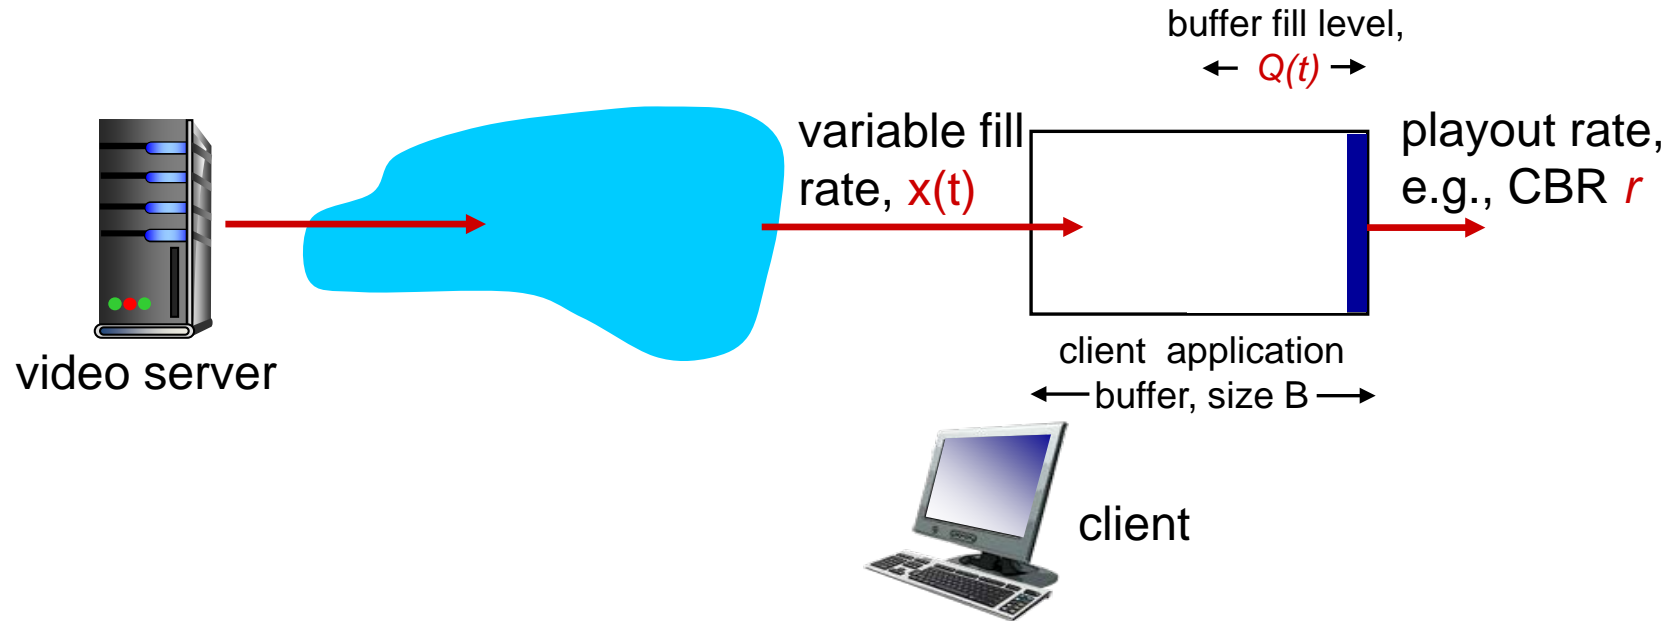 buffer fill level,
Q(t)
variable fill
rate, x(t)
playout rate,
e.g., CBR r
video server
client application
buffer, size B
client